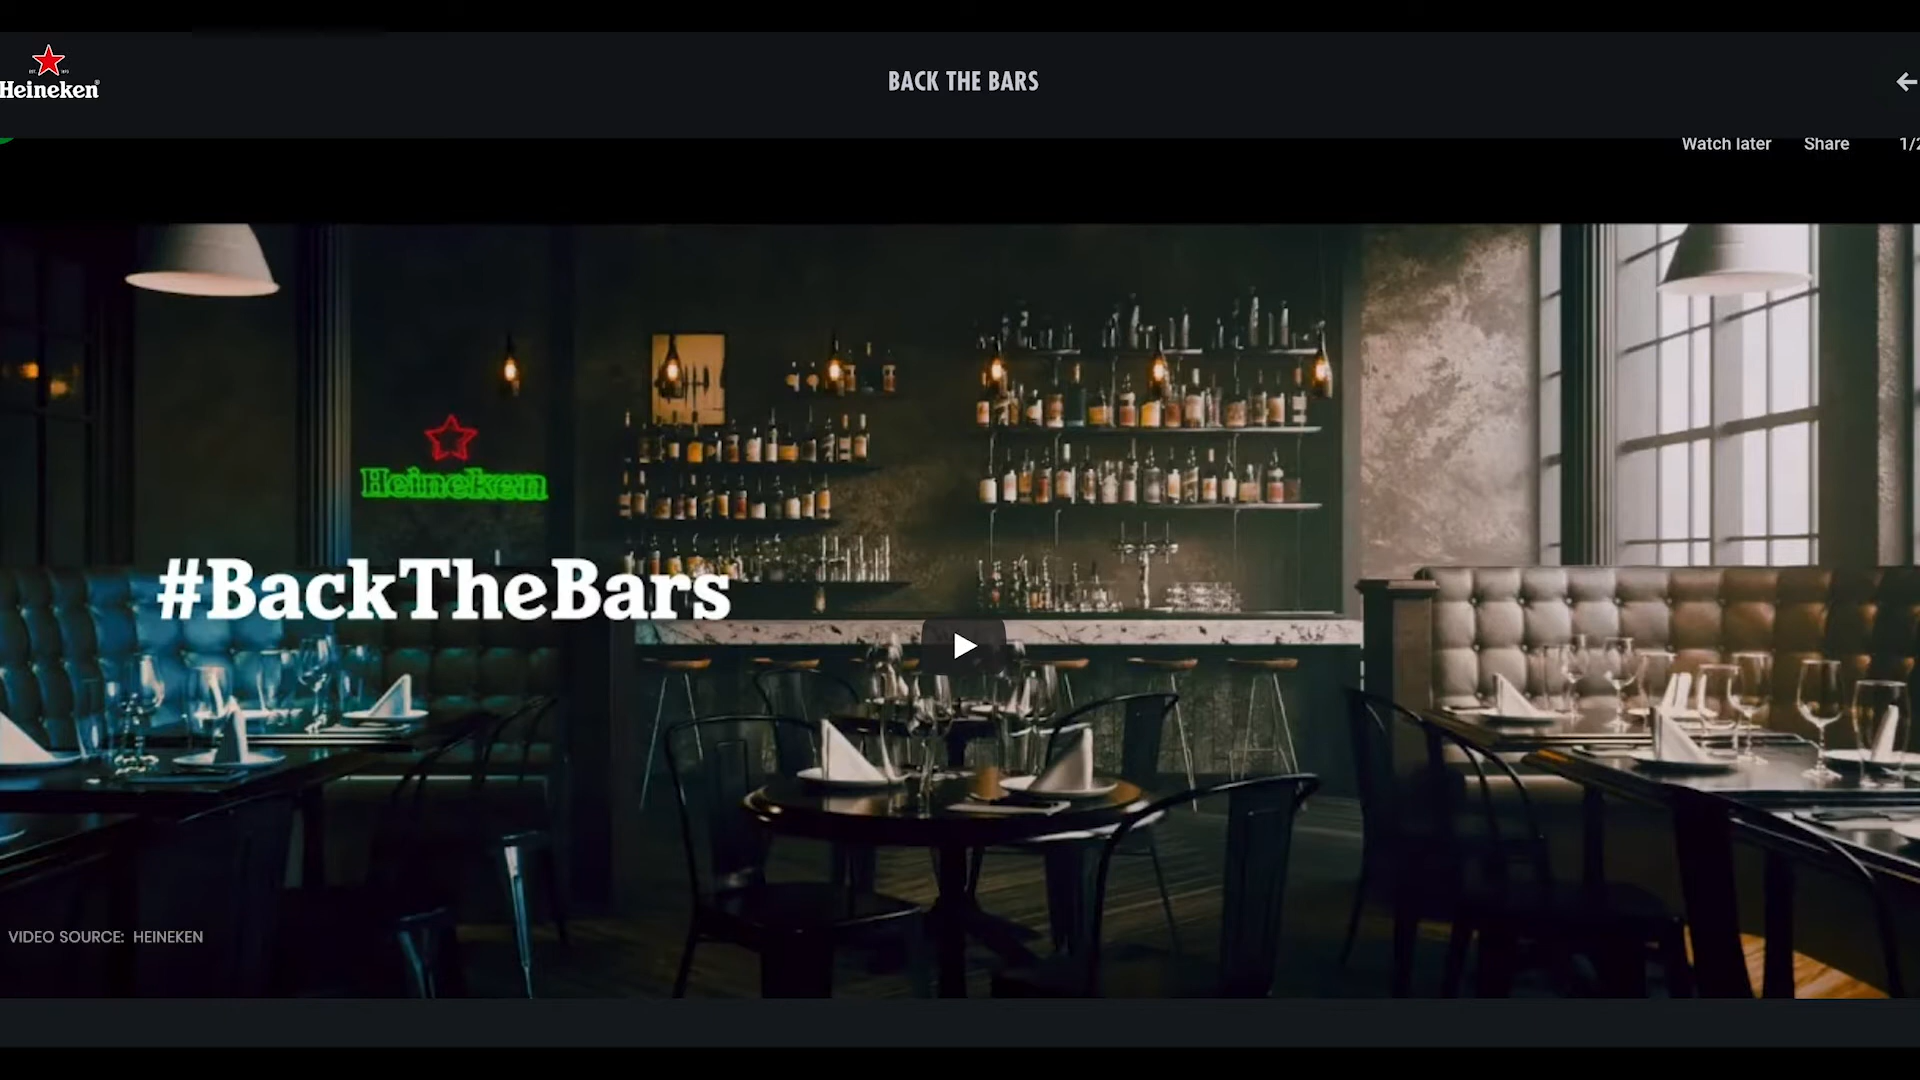 Heineken
BACK THE BARS
Watch later
Share
Heineken
#BackTheBars
VIDEO SOURCE: HEINEKEN